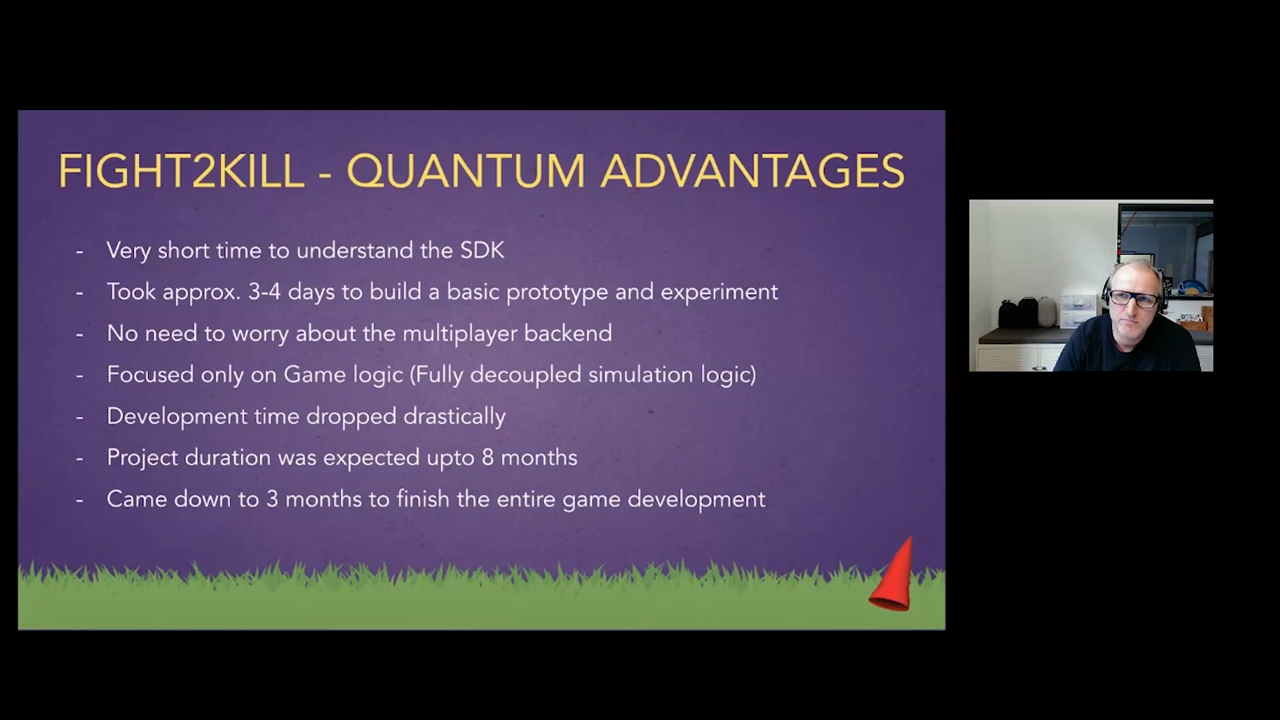 FIGHT2KILL - QUANTUM ADVANTAGES
- Very short time to understand the SDK
- Took approx. 3-4 days to build a basic prototype and experiment
- No need to worry about the multiplayer backend
- Focused only on Game logic (Fully decoupled simulation logic)
- Development time dropped drastically
- Project duration was expected upto 8 months
- Came down to 3 months to finish the entire game development